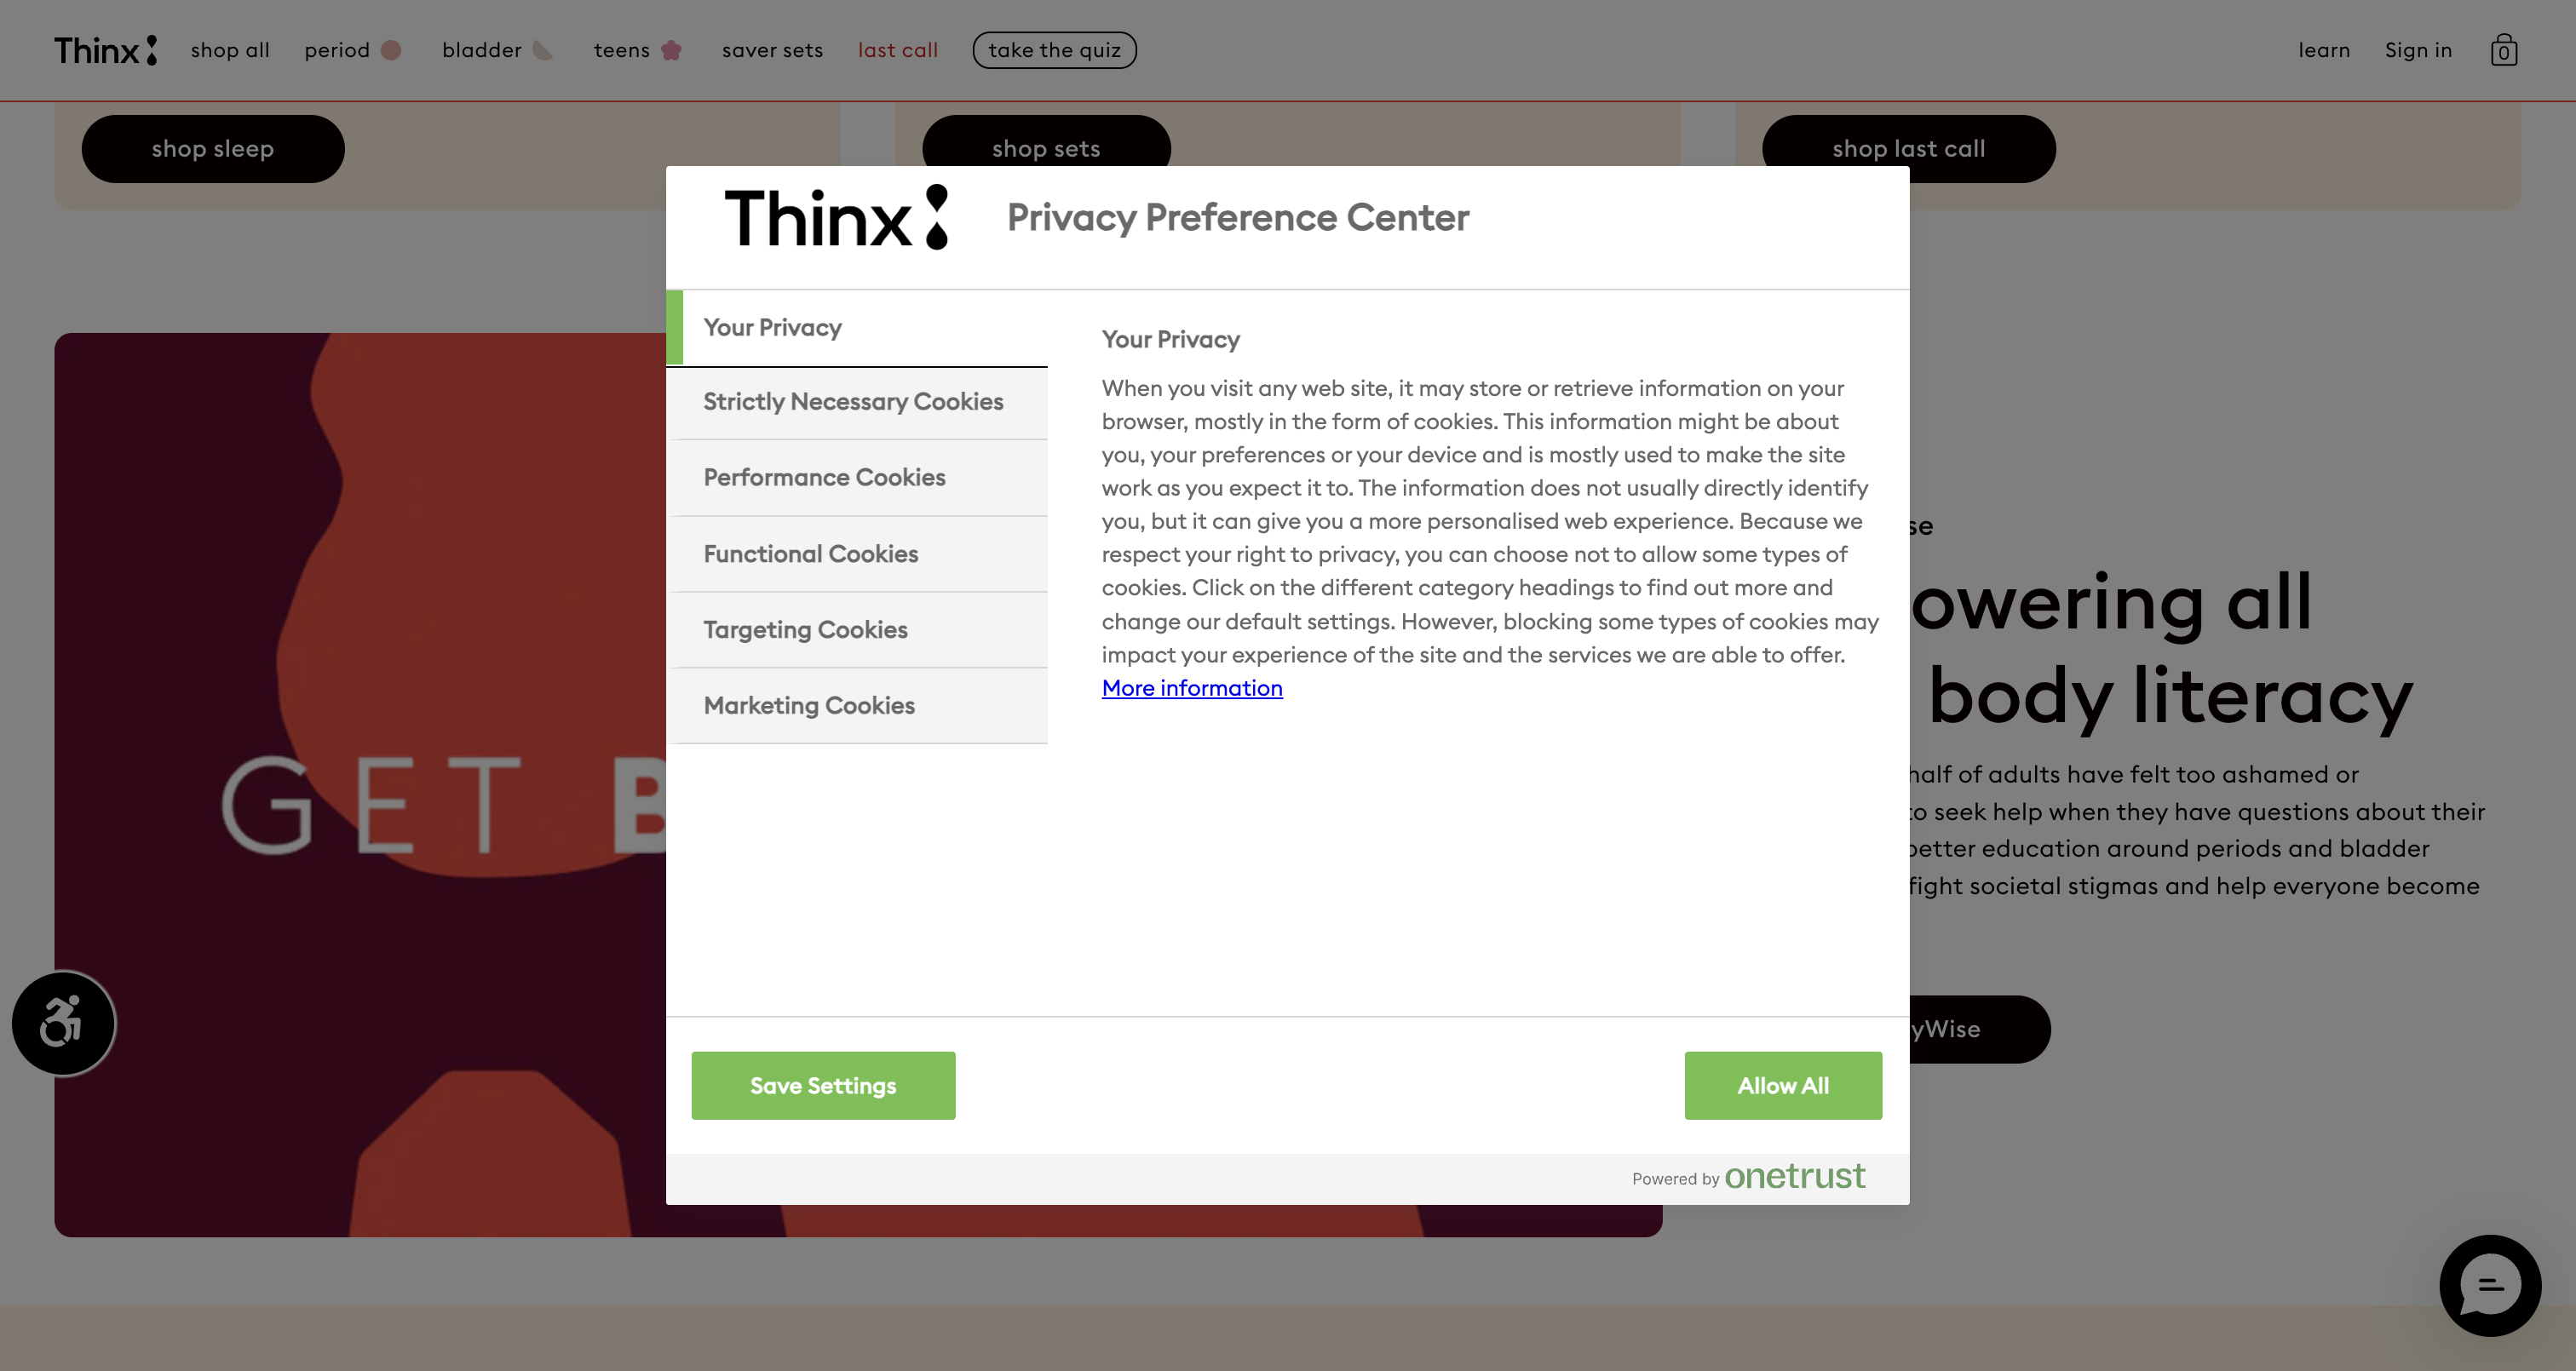 Thinx
shop all
period
bladder
teens
saver sets
last call
take the quiz
learn
Sign in
0
shop sleep
shop sets
shop last call
Thinx
Privacy Preference Center
Your Privacy
Strictly Necessary Cookies
Performance Cookies
Functional Cookies
Targeting Cookies
Marketing Cookies
Your Privacy
When you visit any web site, it may store or retrieve information on your
browser, mostly in the form of cookies. This information might be about
you, your preferences or your device and is mostly used to make the site
work as you expect it to. The information does not usually directly identify
you, but it can give you a more personalised web experience. Because we
respect your right to privacy, you can choose not to allow some types of
cookies. Click on the different category headings to find out more and
change our default settings. However, blocking some types of cookies may
impact your experience of the site and the services we are able to offer.
More information
Save Settings
Allow All
Powered by onetrust
GET B
se
owering all
body literacy
half of adults have felt too ashamed or
to seek help when they have questions about their
better education around periods and bladder
fight societal stigmas and help everyone become
yWise